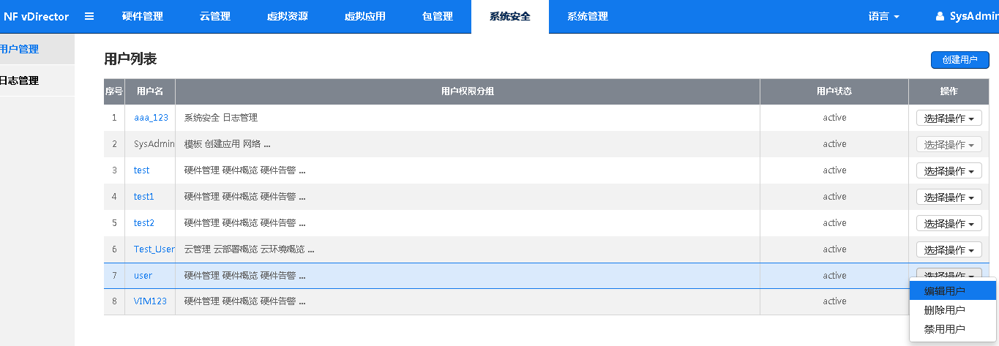 NF vDirector 硬件管理 云管理 虚拟资源 虚拟应用 包管理 系统安全 系统管理 语言 SysAdmin
用户管理
日志管理
用户列表 创建用户
序号 用户名 用户权限分组 用户状态 操作
1 aaa_123 系统安全 日志管理 active 选择操作
2 SysAdmin 模板 创建应用 网络 ... active 选择操作
3 test 硬件管理 硬件概览 硬件告警 ... active 选择操作
4 test1 硬件管理 硬件概览 硬件告警 ... active 选择操作
5 test2 硬件管理 硬件概览 硬件告警 ... active 选择操作
6 Test_User 云管理 云部署概览 云环境概览 ... active 选择操作
7 user 硬件管理 硬件概览 硬件告警 ... active 选择操作
8 VIM123 硬件管理 硬件概览 硬件告警 ... active
编辑用户
删除用户
禁用用户